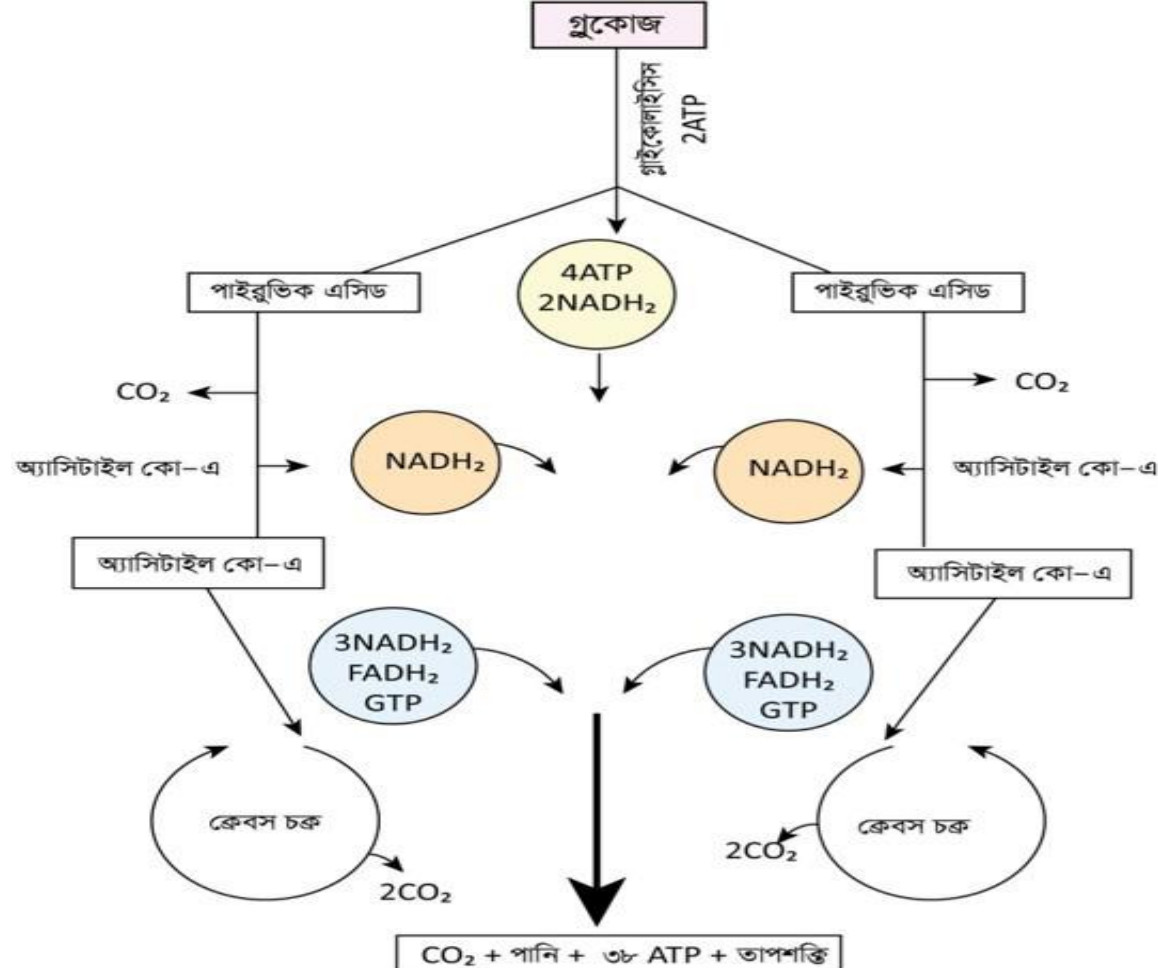 গ্লুকোজ
গ্লাইকোলাইসিস
2ATP
4ATP
2NADH₂
পাইরুভিক এসিড
পাইরুভিক এসিড
CO₂
CO₂
NADH₂
NADH₂
অ্যাসিটাইল কো-এ
অ্যাসিটাইল কো-এ
অ্যাসিটাইল কো-এ
অ্যাসিটাইল কো-এ
3NADH₂
FADH₂
GTP
3NADH₂
FADH₂
GTP
ক্রেবস চক্র
ক্রেবস চক্র
2CO₂
2CO₂
CO₂ + পানি + ৩৮ ATP + তাপশক্তি